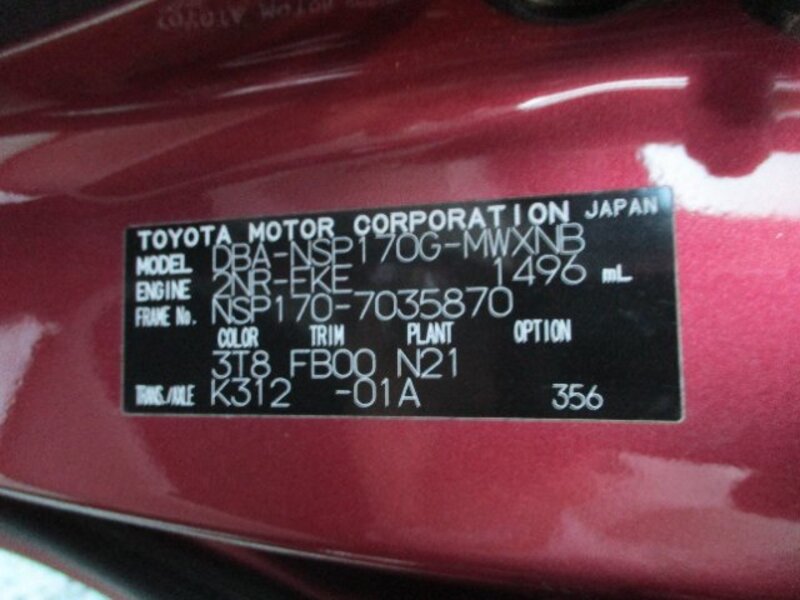 TOYOTA MOTOR CORPORATION JAPAN
MODEL DBA-NSP170G-MWXNB
ENGINE 2NR-FKE 1496 mL
FRAME No. NSP170-7035870
COLOR TRIM PLANT OPTION
3T8 FB00 N21
TRANS./AXLE K312 -01A 356